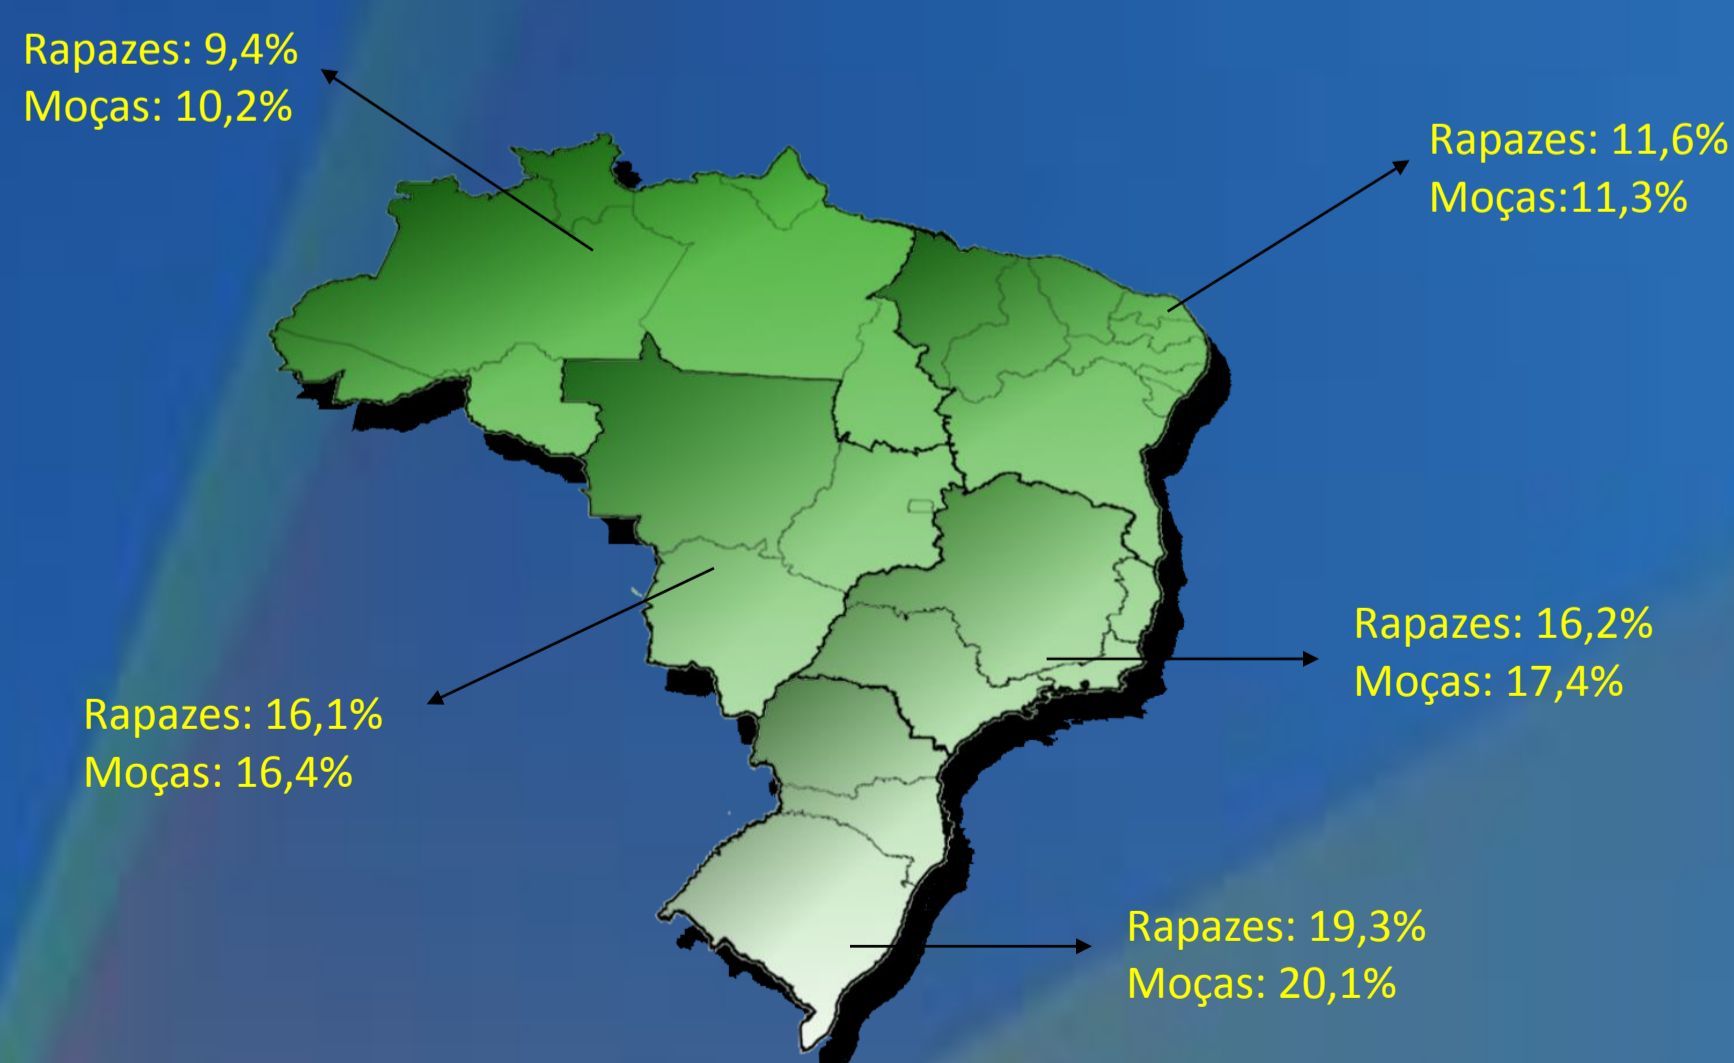 Rapazes: 9,4%
Moças: 10,2%
Rapazes: 11,6%
Moças:11,3%
Rapazes: 16,2%
Moças: 17,4%
Rapazes: 16,1%
Moças: 16,4%
Rapazes: 19,3%
Moças: 20,1%